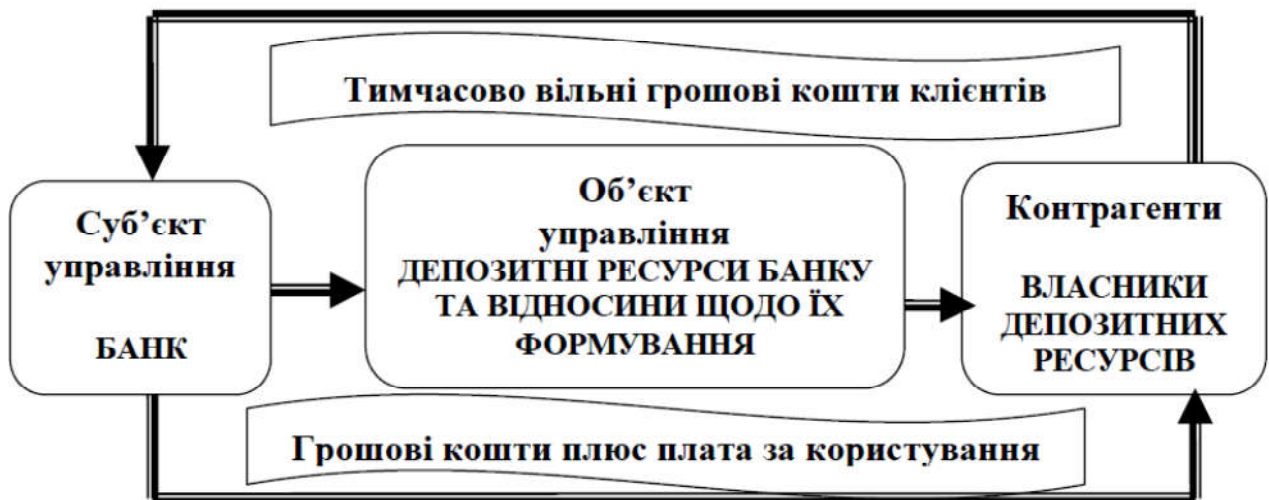 Тимчасово вільні грошові кошти клієнтів
Суб’єкт
управління
БАНК
Об’єкт
управління
ДЕПОЗИТНІ РЕСУРСИ БАНКУ
ТА ВІДНОСИНИ ЩОДО ЇХ
ФОРМУВАННЯ
Контрагенти
ВЛАСНИКИ
ДЕПОЗИТНИХ
РЕСУРСІВ
Грошові кошти плюс плата за користування